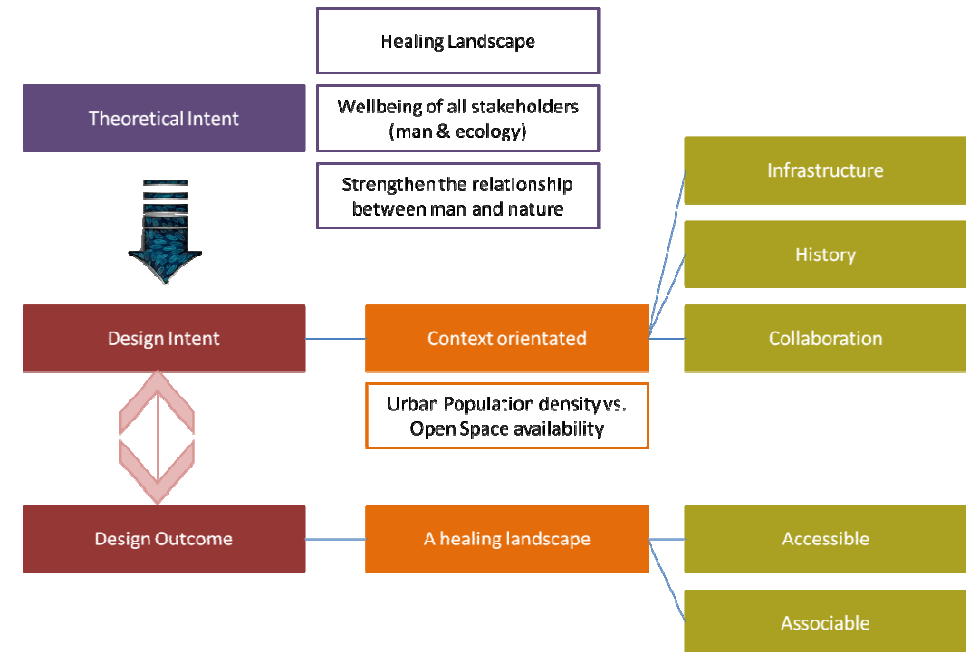 Healing Landscape
Theoretical Intent
Wellbeing of all stakeholders
(man & ecology)
Strengthen the relationship
between man and nature
Infrastructure
History
Design Intent
Context orientated
Collaboration
Urban Population density vs.
Open Space availability
Design Outcome
A healing landscape
Accessible
Associable